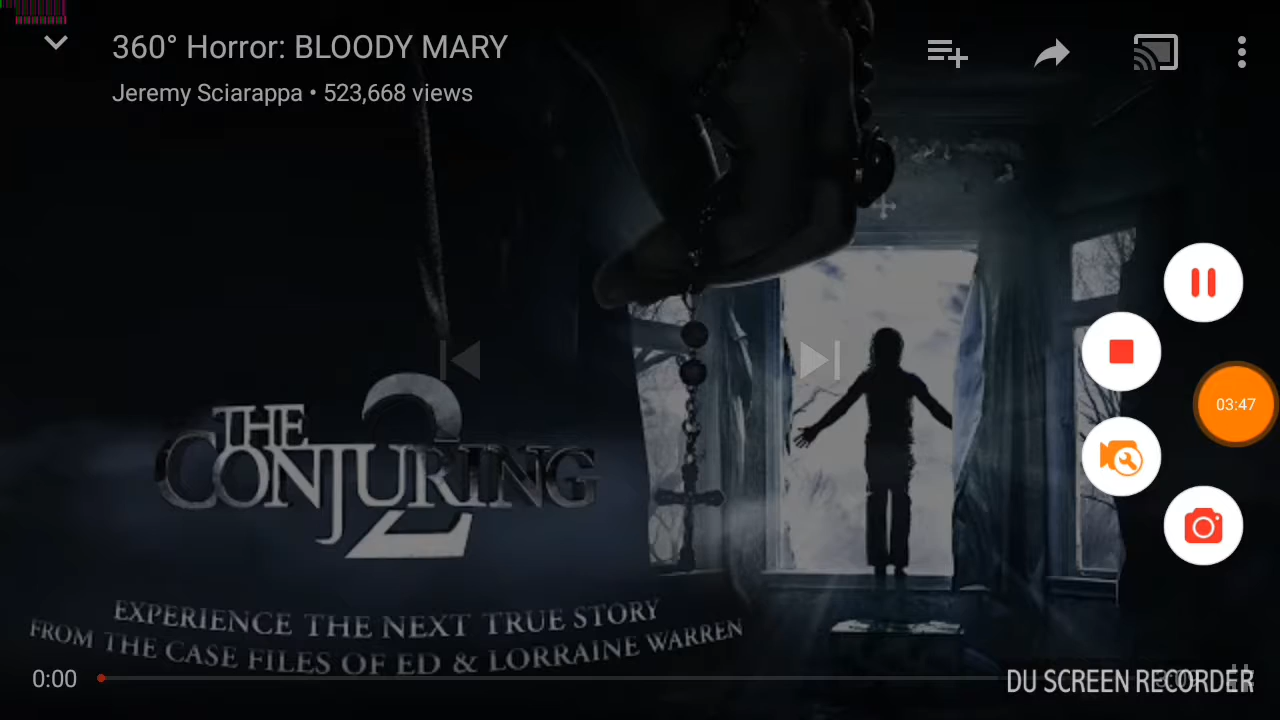 360° Horror: BLOODY MARY
Jeremy Sciarappa • 523,668 views
03:47
THE
CONJURING
2
EXPERIENCE THE NEXT TRUE STORY
FROM THE CASE FILES OF ED & LORRAINE WARREN
0:00
DU SCREEN RECORDER